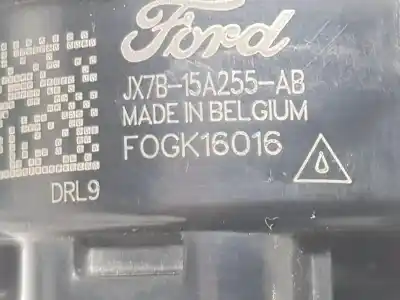 Ford
JX7B-15A255-AB
MADE IN BELGIUM
FOGK16016
DRL9